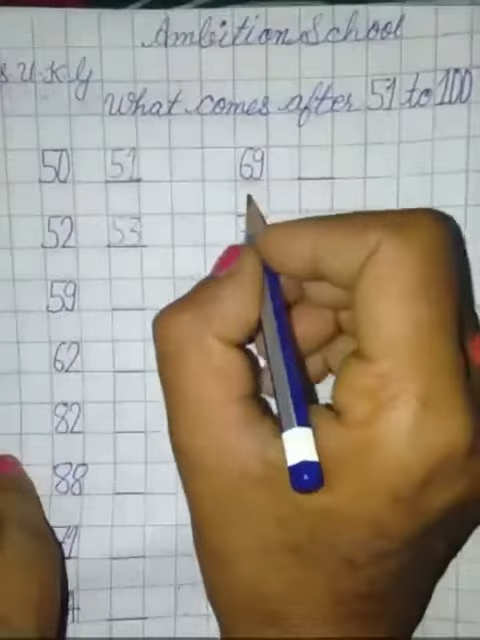 Ambition School
s U.K.G
What comes after 51 to 100
50 51 69
52 53
59
62
82
88